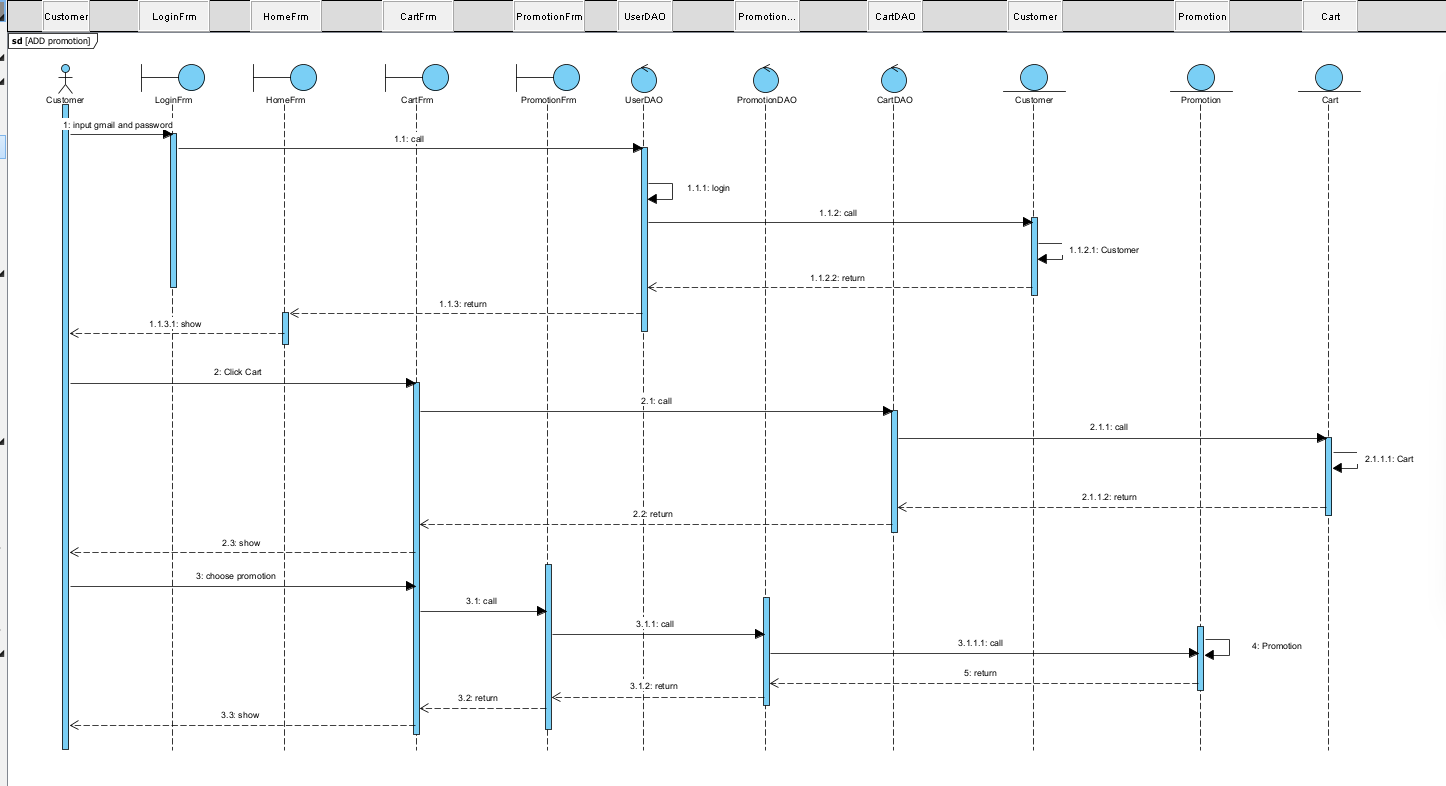 Customer LoginFrm HomeFrm CartFrm PromotionFrm UserDAO Promotion... CartDAO Customer Promotion Cart
sd [ADD promotion]
Customer LoginFrm HomeFrm CartFrm PromotionFrm UserDAO PromotionDAO CartDAO Customer Promotion Cart
1: input gmail and password
1.1: call
1.1.1: login
1.1.2: call
1.1.2.1: Customer
1.1.2.2: return
1.1.3: return
1.1.3.1: show
2: Click Cart
2.1: call
2.1.1: call
2.1.1.1: Cart
2.1.1.2: return
2.2: return
2.3: show
3: choose promotion
3.1: call
3.1.1: call
3.1.1.1: call
4: Promotion
5: return
3.1.2: return
3.2: return
3.3: show